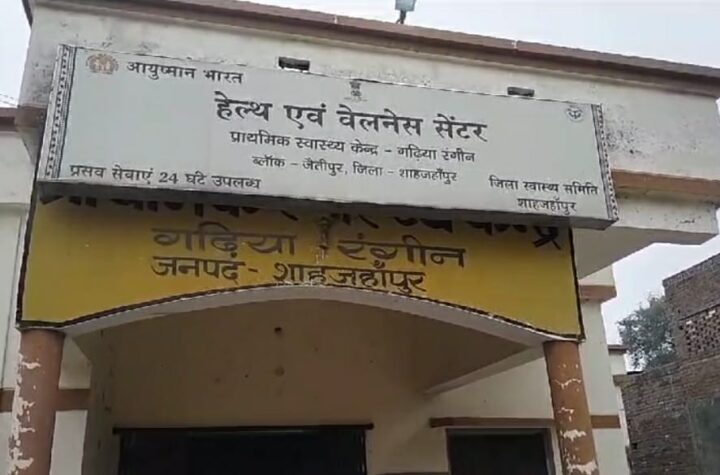 आयुष्मान भारत
हेल्थ एवं वेलनेस सेंटर
प्राथमिक स्वास्थ्य केन्द्र - गढ़िया रंगीन
ब्लॉक - जैतीपुर, जिला - शाहजहाँपुर
प्रसव सेवाएं 24 घंटे उपलब्ध
जिला स्वास्थ्य समिति
शाहजहाँपुर
गढ़िया - रंगीन
जनपद - शाहजहाँपुर